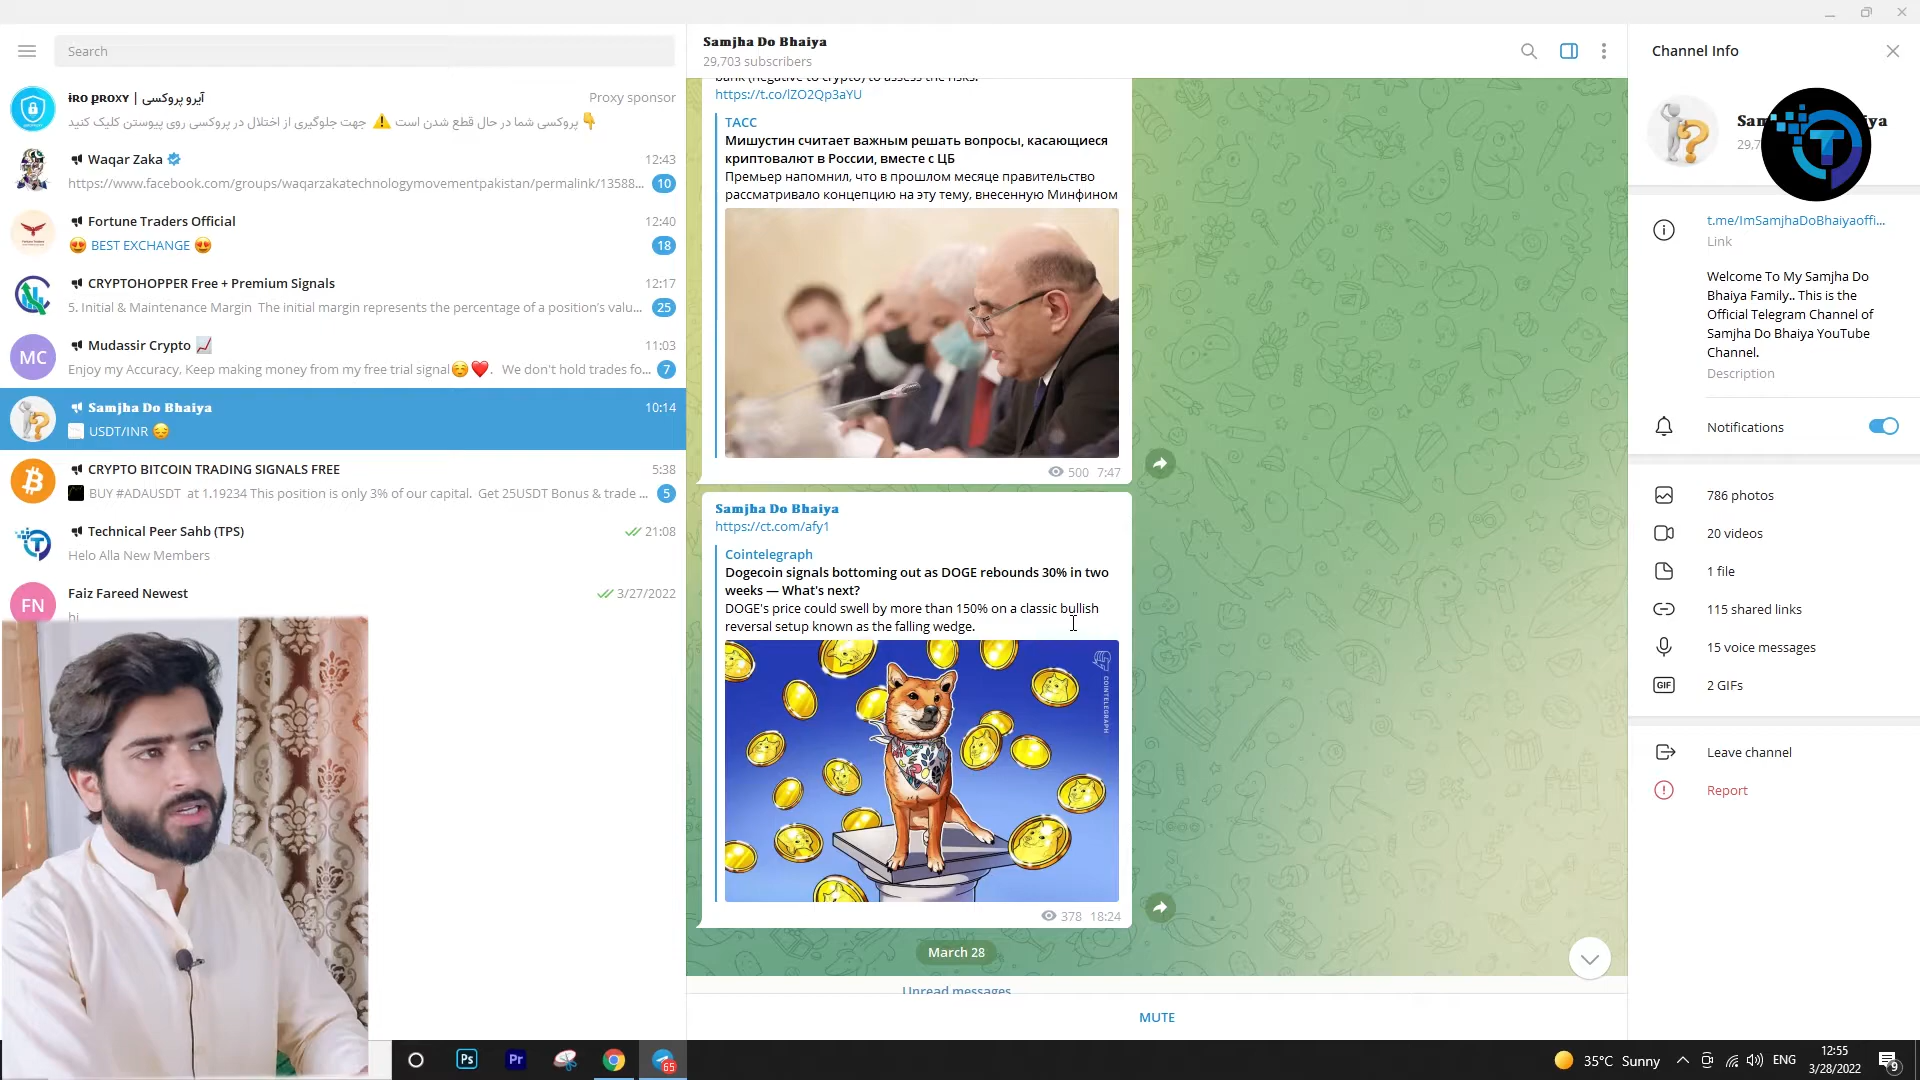 Search
ɨʀօ քʀօxʏ | آیرو پروکسی
Proxy sponsor
پروکسی شما در حال قطع شدن است ⚠️ جهت جلوگیری از اختلال در پروکسی روی پیوستن کلیک کنید 👇
Waqar Zaka
12:43
https://www.facebook.com/groups/waqarzakatechnologymovementpakistan/permalink/13588...
10
Fortune Traders Official
12:40
😍 BEST EXCHANGE 😍
18
CRYPTOHOPPER Free + Premium Signals
12:17
5. Initial & Maintenance Margin The initial margin represents the percentage of a position's valu...
25
MC
Mudassir Crypto 📈
11:03
Enjoy my Accuracy, Keep making money from my free trial signal☺️❤️. We don't hold trades fo...
7
Samjha Do Bhaiya
10:14
USDT/INR 😔
CRYPTO BITCOIN TRADING SIGNALS FREE
5:38
BUY #ADAUSDT at 1.19234 This position is only 3% of our capital. Get 25USDT Bonus & trade ...
5
Technical Peer Sahb (TPS)
21:08
Helo Alla New Members
FN
Faiz Fareed Newest
3/27/2022
hi
Samjha Do Bhaiya
29,703 subscribers
bank (negative to crypto) to assess the risks.
https://t.co/lZO2Qp3aYU
ТАСС
Мишустин считает важным решать вопросы, касающиеся
криптовалют в России, вместе с ЦБ
Премьер напомнил, что в прошлом месяце правительство
рассматривало концепцию на эту тему, внесенную Минфином
500 7:47
Samjha Do Bhaiya
https://ct.com/afy1
Cointelegraph
Dogecoin signals bottoming out as DOGE rebounds 30% in two
weeks — What's next?
DOGE's price could swell by more than 150% on a classic bullish
reversal setup known as the falling wedge.
COINTELEGRAPH
378 18:24
March 28
Unread messages
MUTE
Channel Info
Sam
iya
29,7
t.me/ImSamjhaDoBhaiyaoffi...
Link
Welcome To My Samjha Do
Bhaiya Family.. This is the
Official Telegram Channel of
Samjha Do Bhaiya YouTube
Channel.
Description
Notifications
786 photos
20 videos
1 file
115 shared links
15 voice messages
GIF
2 GIFs
Leave channel
Report
Ps
Pr
65
35°C Sunny
ENG
12:55
3/28/2022
9